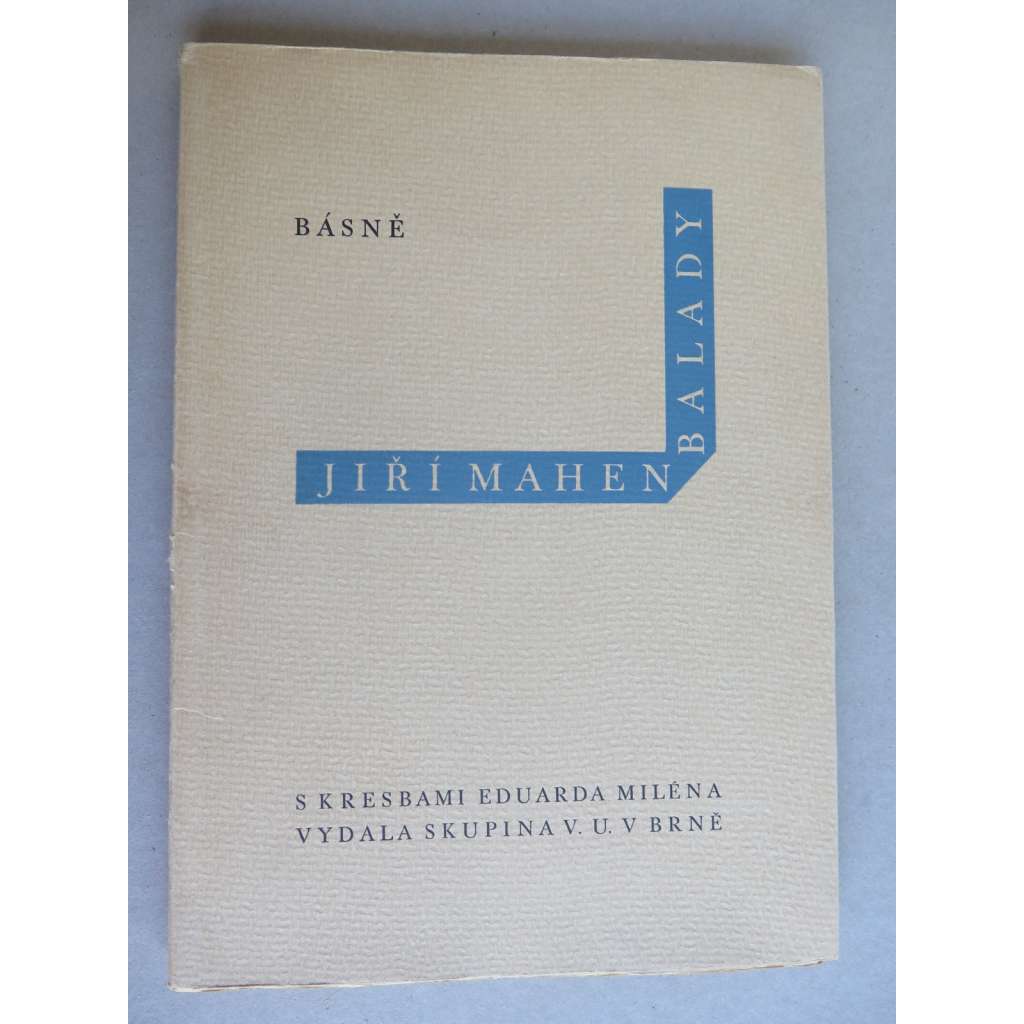 BÁSNĚ
JIŘÍ MAHEN
BALADY
S KRESBAMI EDUARDA MILÉNA
VYDALA SKUPINA V. U. V BRNĚ